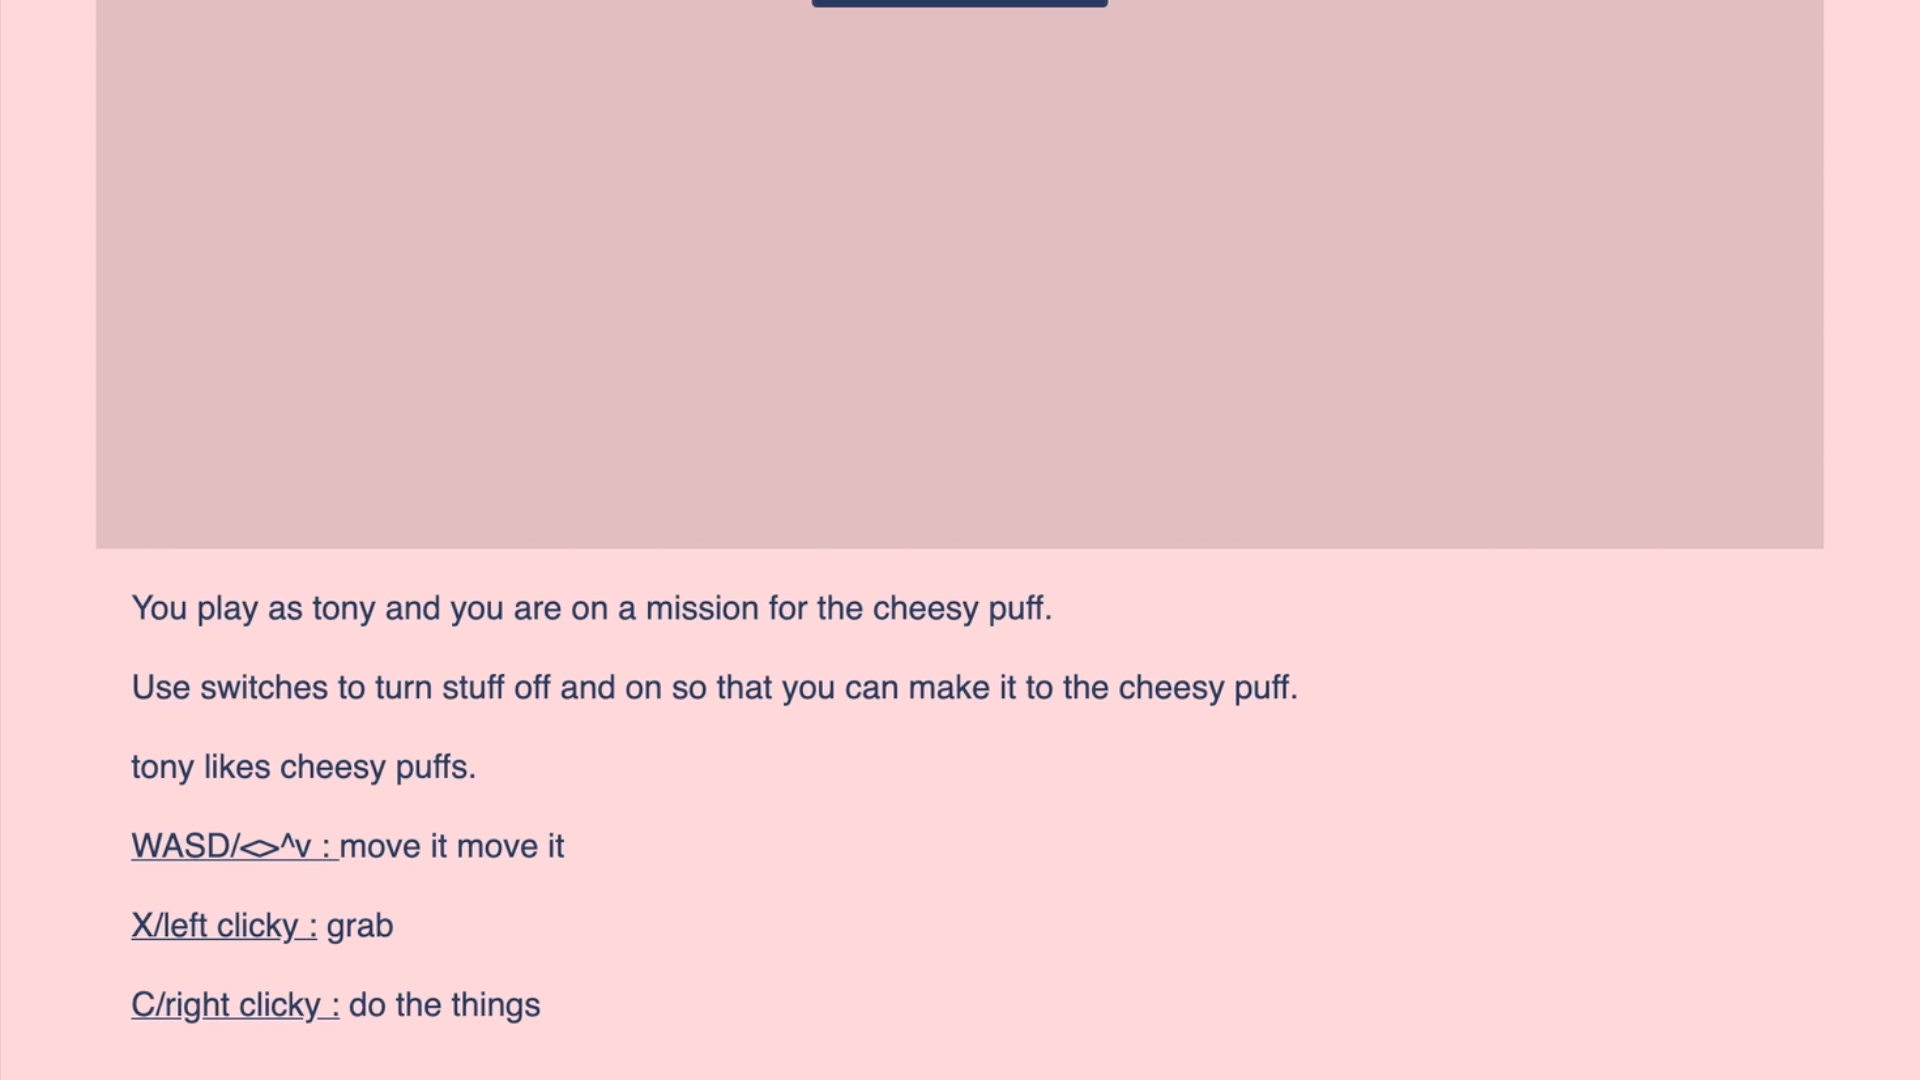 You play as tony and you are on a mission for the cheesy puff.
Use switches to turn stuff off and on so that you can make it to the cheesy puff.
tony likes cheesy puffs.
WASD/<>^v : move it move it
X/left clicky : grab
C/right clicky : do the things